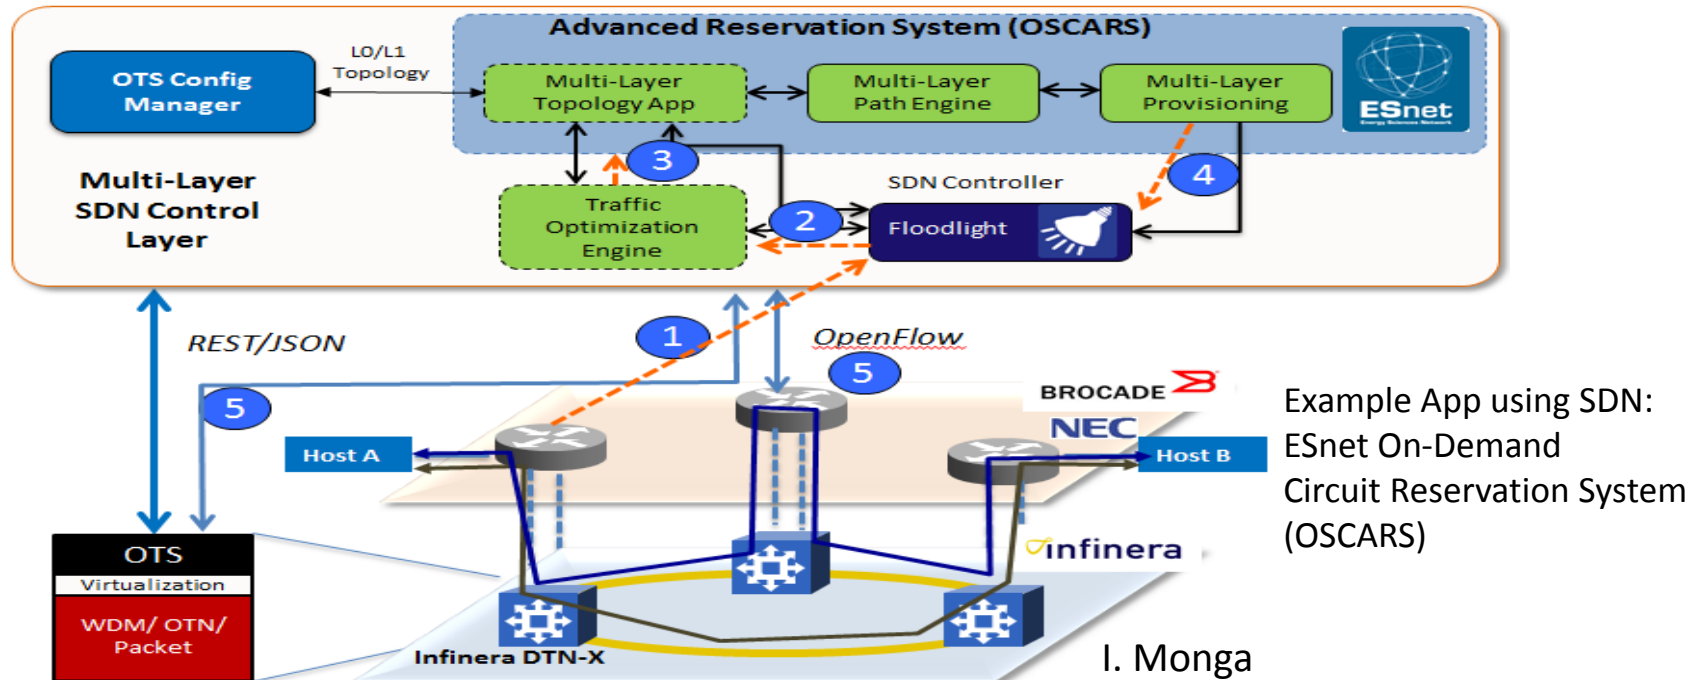 Advanced Reservation System (OSCARS)
OTS Config
Manager
L0/L1
Topology
Multi-Layer
Topology App
Multi-Layer
Path Engine
Multi-Layer
Provisioning
ESnet
Energy Sciences Network
3
4
Multi-Layer
SDN Control
Layer
SDN Controller
Traffic
Optimization
Engine
2
Floodlight
REST/JSON
1
OpenFlow
5
5
BROCADE
NEC
Host A
Host B
Example App using SDN:
ESnet On-Demand
Circuit Reservation System
(OSCARS)
OTS
Virtualization
WDM/ OTN/
Packet
infinera
Infinera DTN-X
I. Monga